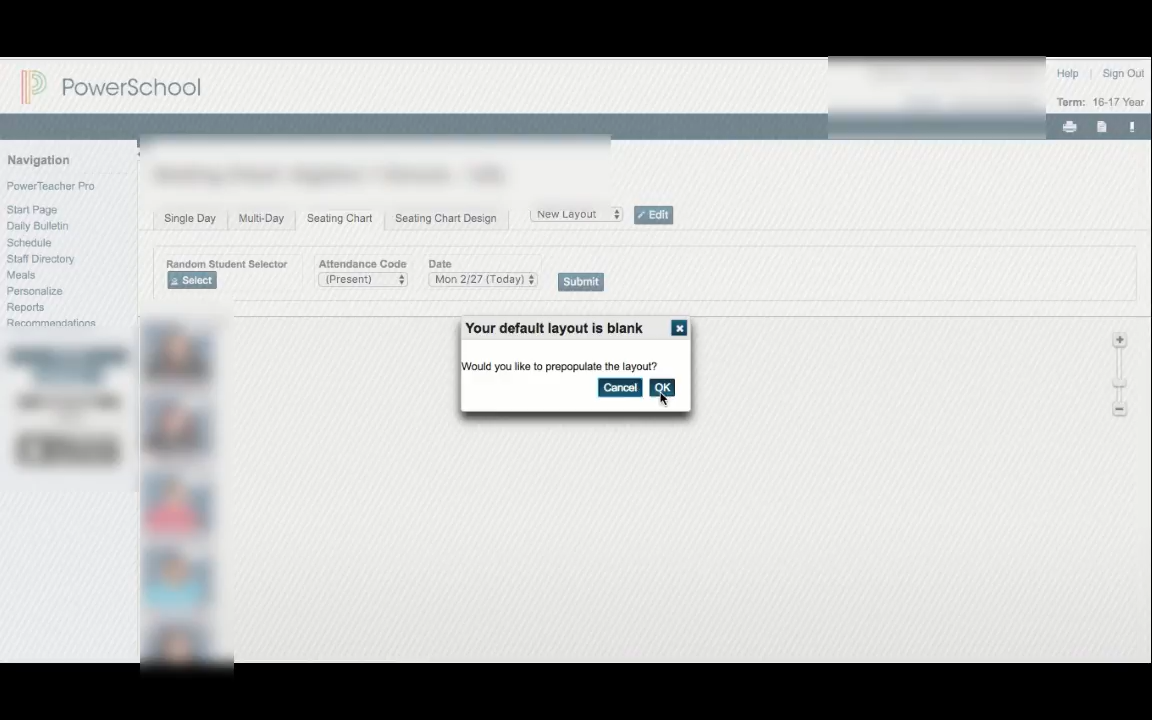 PowerSchool
Help | Sign Out
Term: 16-17 Year
Navigation
PowerTeacher Pro
Start Page
Daily Bulletin
Schedule
Staff Directory
Meals
Personalize
Reports
Recommendations
Single Day
Multi-Day
Seating Chart
Seating Chart Design
New Layout
Edit
Random Student Selector
Select
Attendance Code
(Present)
Date
Mon 2/27 (Today)
Submit
Your default layout is blank
Would you like to prepopulate the layout?
Cancel
OK